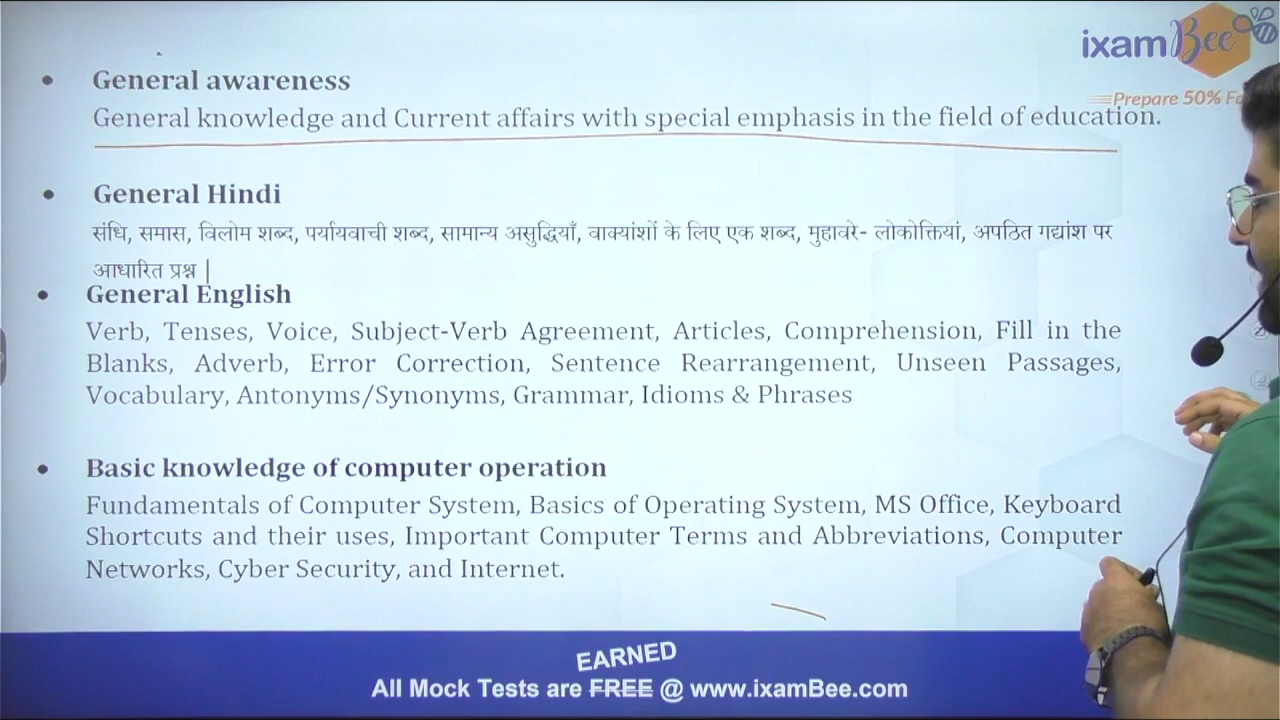 ixamBee
Prepare 50% Fa
• General awareness
General knowledge and Current affairs with special emphasis in the field of education.
• General Hindi
संधि, समास, विलोम शब्द, पर्यायवाची शब्द, सामान्य असुद्धियाँ, वाक्यांशों के लिए एक शब्द, मुहावरे- लोकोक्तियां, अपठित गद्यांश पर
आधारित प्रश्न |
• General English
Verb, Tenses, Voice, Subject-Verb Agreement, Articles, Comprehension, Fill in the
Blanks, Adverb, Error Correction, Sentence Rearrangement, Unseen Passages,
Vocabulary, Antonyms/Synonyms, Grammar, Idioms & Phrases
• Basic knowledge of computer operation
Fundamentals of Computer System, Basics of Operating System, MS Office, Keyboard
Shortcuts and their uses, Important Computer Terms and Abbreviations, Computer
Networks, Cyber Security, and Internet.
EARNED
All Mock Tests are FREE @ www.ixamBee.com